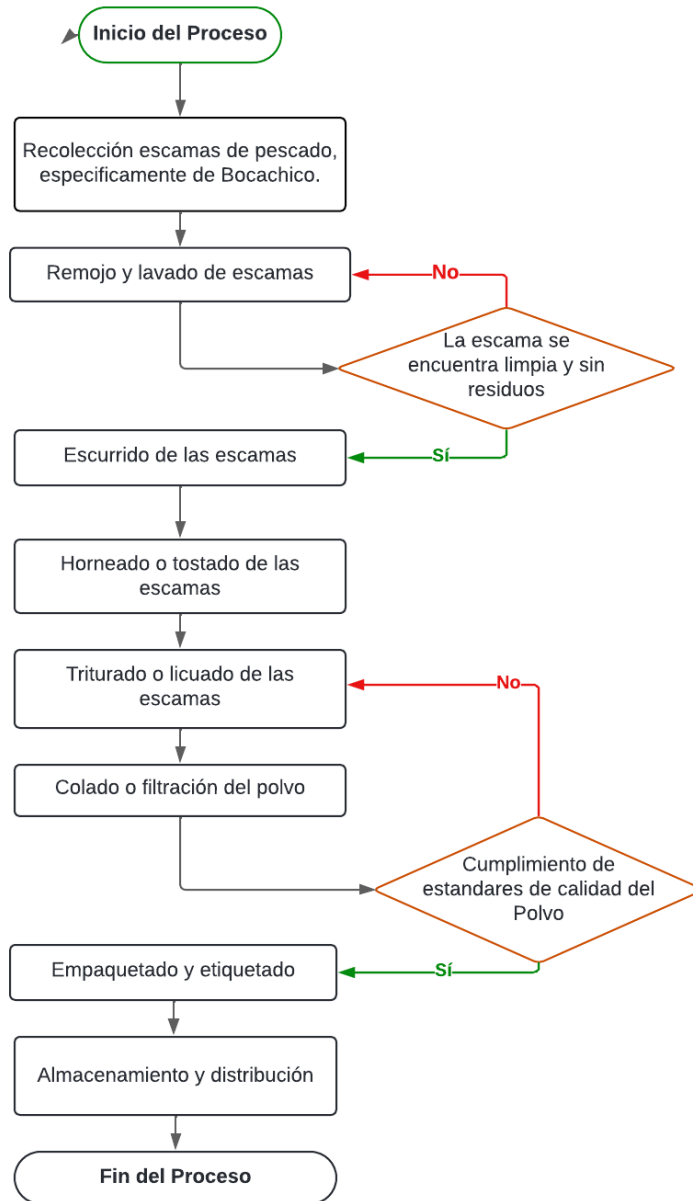 Inicio del Proceso
Recolección escamas de pescado,
especificamente de Bocachico.
Remojo y lavado de escamas
No
La escama se
encuentra limpia y sin
residuos
Sí
Escurrido de las escamas
Horneado o tostado de las
escamas
Triturado o licuado de las
escamas
No
Colado o filtración del polvo
Cumplimiento de
estandares de calidad del
Polvo
Sí
Empaquetado y etiquetado
Almacenamiento y distribución
Fin del Proceso